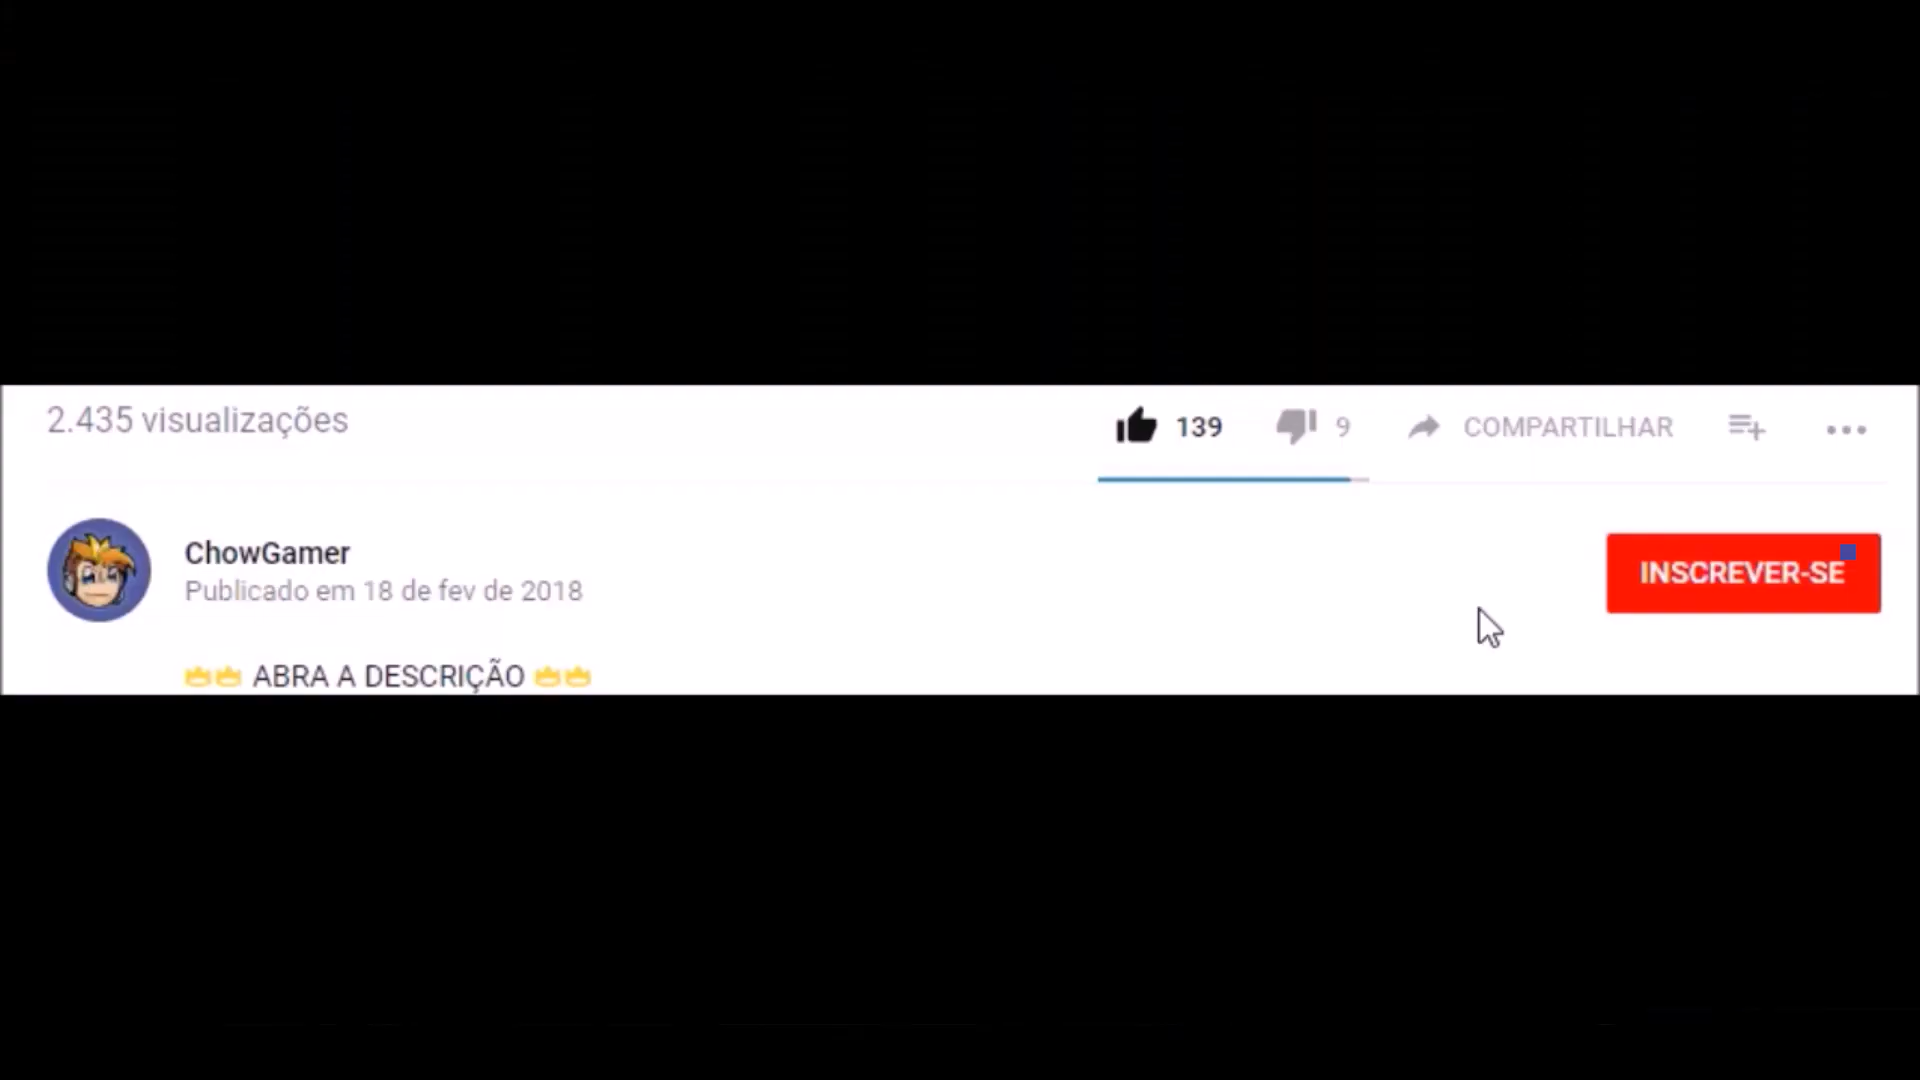 2.435 visualizações
139 9 COMPARTILHAR
ChowGamer
Publicado em 18 de fev de 2018
INSCREVER-SE
ABRA A DESCRIÇÃO